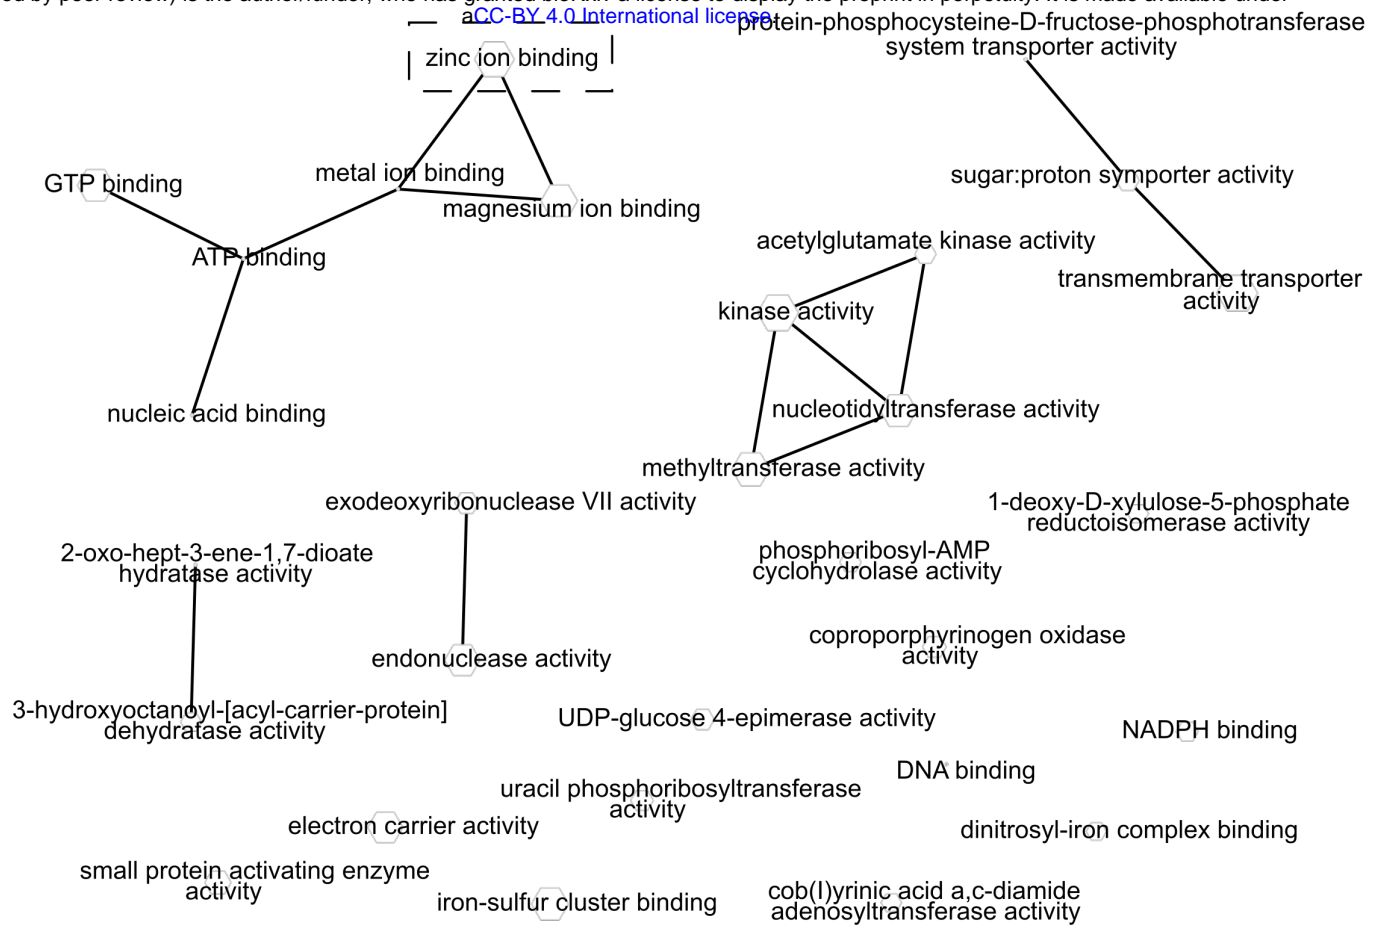 aCC-BY 4.0 International license.
protein-phosphocysteine-D-fructose-phosphotransferase
system transporter activity
zinc ion binding
metal ion binding
GTP binding
magnesium ion binding
sugar:proton symporter activity
ATP binding
acetylglutamate kinase activity
transmembrane transporter
activity
kinase activity
nucleic acid binding
nucleotidyltransferase activity
methyltransferase activity
exodeoxyribonuclease VII activity
1-deoxy-D-xylulose-5-phosphate
reductoisomerase activity
2-oxo-hept-3-ene-1,7-dioate
hydratase activity
phosphoribosyl-AMP
cyclohydrolase activity
coproporphyrinogen oxidase
activity
endonuclease activity
3-hydroxyoctanoyl-[acyl-carrier-protein]
dehydratase activity
UDP-glucose 4-epimerase activity
NADPH binding
DNA binding
uracil phosphoribosyltransferase
activity
electron carrier activity
dinitrosyl-iron complex binding
small protein activating enzyme
activity
iron-sulfur cluster binding
cob(I)yrinic acid a,c-diamide
adenosyltransferase activity